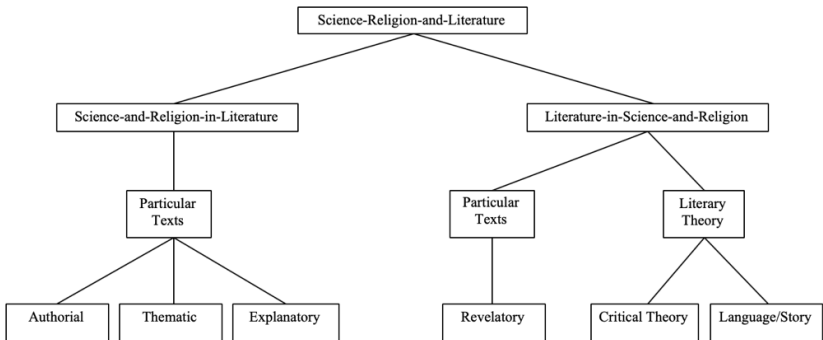 Science-Religion-and-Literature
Science-and-Religion-in-Literature
Literature-in-Science-and-Religion
Particular
Texts
Particular
Texts
Literary
Theory
Authorial
Thematic
Explanatory
Revelatory
Critical Theory
Language/Story